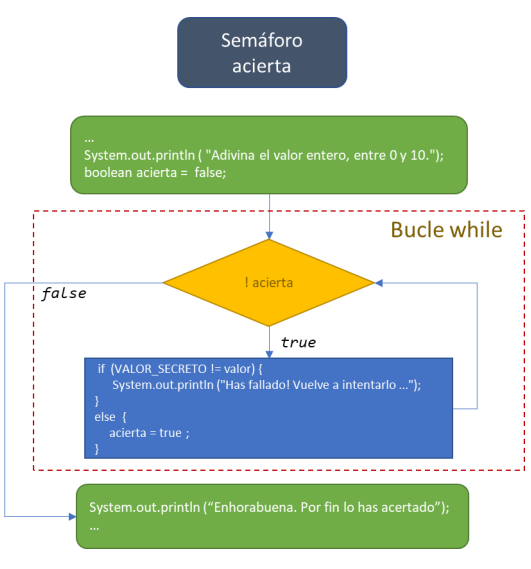 Semáforo
acierta
...
System.out.println ( "Adivina el valor entero, entre 0 y 10.");
boolean acierta = false;
Bucle while
! acierta
false
true
if (VALOR_SECRETO != valor) {
System.out.println ("Has fallado! Vuelve a intentarlo ...");
}
else {
acierta = true ;
}
System.out.println (“Enhorabuena. Por fin lo has acertado”);
...